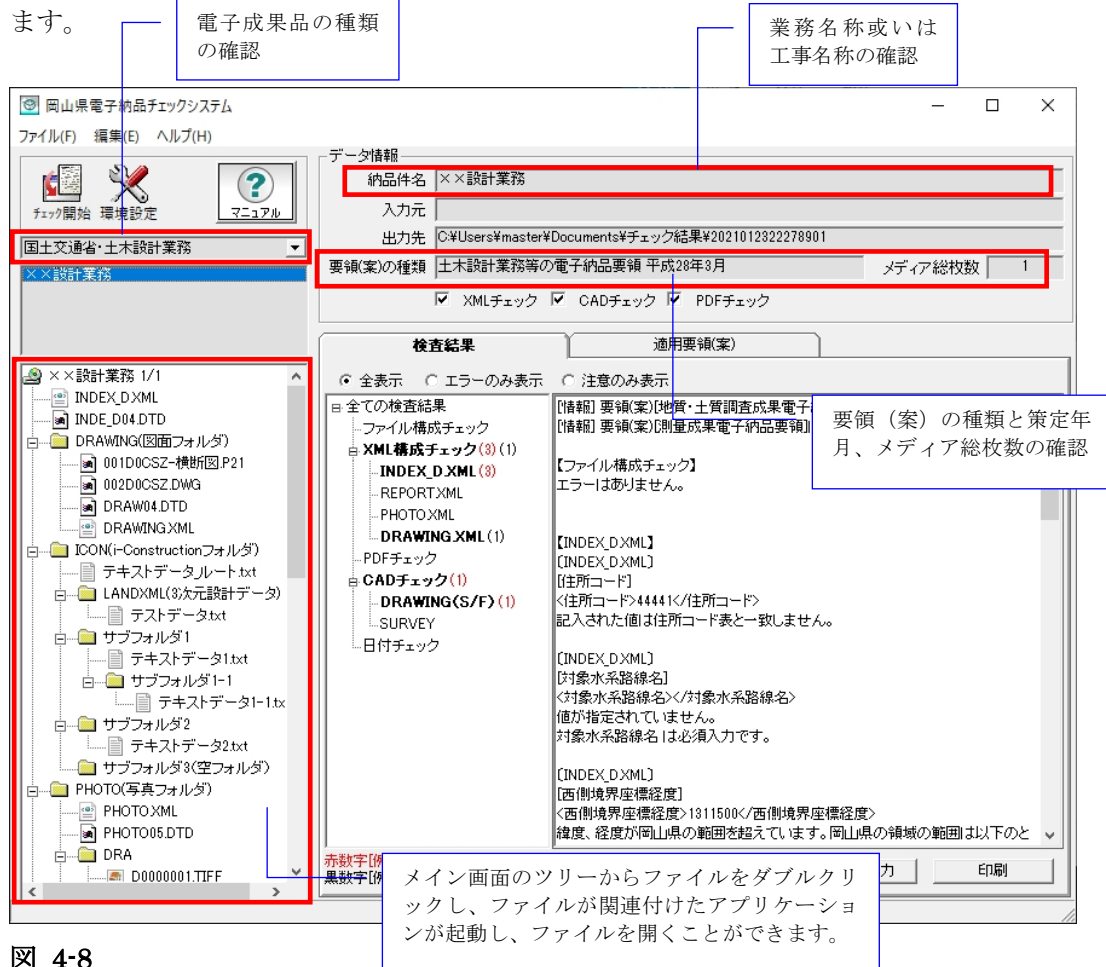 ます。
電子成果品の種類
の確認
業務名称或いは
工事名称の確認
岡山県電子納品チェックシステム
ファイル(F) 編集(E) ヘルプ(H)
チェック開始 環境設定 マニュアル
国土交通省・土木設計業務
××設計業務
データ情報
納品件名 ××設計業務
入力元
出力先 C:¥Users¥master¥Documents¥チェック結果¥2021012322278901
要領(案)の種類 土木設計業務等の電子納品要領 平成28年3月 メディア総枚数 1
XMLチェック CADチェック PDFチェック
××設計業務 1/1
INDEX_D.XML
INDE_D04.DTD
DRAWING(図面フォルダ)
001D0CSZ-横断図.P21
002D0CSZ.DWG
DRAW04.DTD
DRAWING.XML
ICON(i-Constructionフォルダ)
テキストデータ_ルート.txt
LANDXML(3次元設計データ)
テストデータ.txt
サブフォルダ1
テキストデータ1.txt
サブフォルダ1-1
テキストデータ1-1.tx
サブフォルダ2
テキストデータ2.txt
サブフォルダ3(空フォルダ)
PHOTO(写真フォルダ)
PHOTO.XML
PHOTO05.DTD
DRA
D0000001.TIFF
検査結果 適用要領(案)
全表示 エラーのみ表示 注意のみ表示
全ての検査結果
ファイル構成チェック
XML構成チェック(3)(1)
INDEX_D.XML(3)
REPORT.XML
PHOTO.XML
DRAWING.XML(1)
PDFチェック
CADチェック(1)
DRAWING(S/F)(1)
SURVEY
日付チェック
[情報] 要領(案)[地質・土質調査成果電子
[情報] 要領(案)[測量成果電子納品要領]
【ファイル構成チェック】
エラーはありません。
【INDEX_D.XML】
[INDEX_D.XML]
[住所コード]
<住所コード>44441</住所コード>
記入された値は住所コード表と一致しません。
[INDEX_D.XML]
[対象水系路線名]
<対象水系路線名></対象水系路線名>
値が指定されていません。
対象水系路線名 は必須入力です。
[INDEX_D.XML]
[西側境界座標経度]
<西側境界座標経度>1311500</西側境界座標経度>
緯度、経度が岡山県の範囲を超えています。岡山県の領域の範囲は以下のと
要領（案）の種類と策定年
月、メディア総枚数の確認
赤数字[例
黒数字[例
力 印刷
メイン画面のツリーからファイルをダブルクリ
ックし、ファイルが関連付けたアプリケーショ
ンが起動し、ファイルを開くことができます。
図 4-8